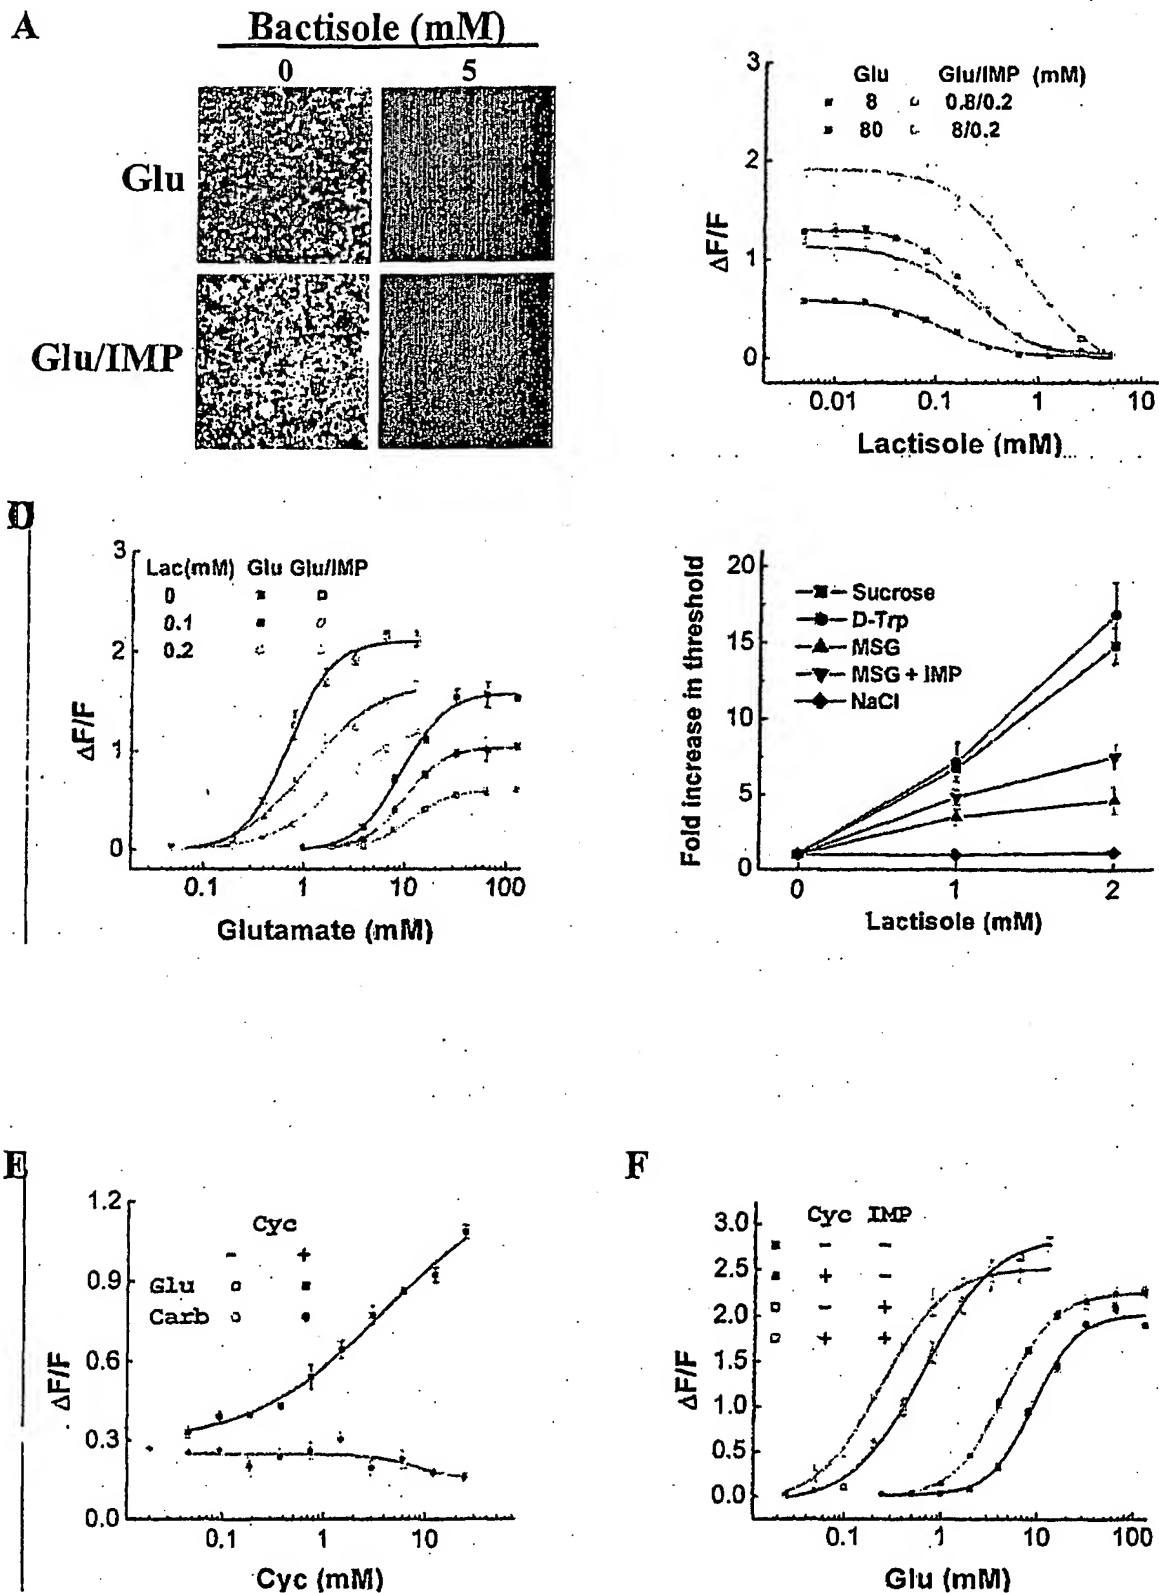 A
Bactisole (mM)
0 5
Glu
Glu/IMP
3
2
1
0
ΔF/F
Glu Glu/IMP (mM)
8 0.8/0.2
80 8/0.2
0.01 0.1 1 10
Lactisole (mM)
D
3
2
1
0
ΔF/F
Lac(mM) Glu Glu/IMP
0
0.1
0.2
0.1 1 10 100
Glutamate (mM)
20
15
10
5
0
Fold increase in threshold
Sucrose
D-Trp
MSG
MSG + IMP
NaCl
0 1 2
Lactisole (mM)
E
1.2
0.9
0.6
0.3
0.0
ΔF/F
Cyc
- +
Glu
Carb
0.1 1 10
Cyc (mM)
F
3.0
2.5
2.0
1.5
1.0
0.5
0.0
ΔF/F
Cyc IMP
- -
+ -
- +
+ +
0.1 1 10 100
Glu (mM)